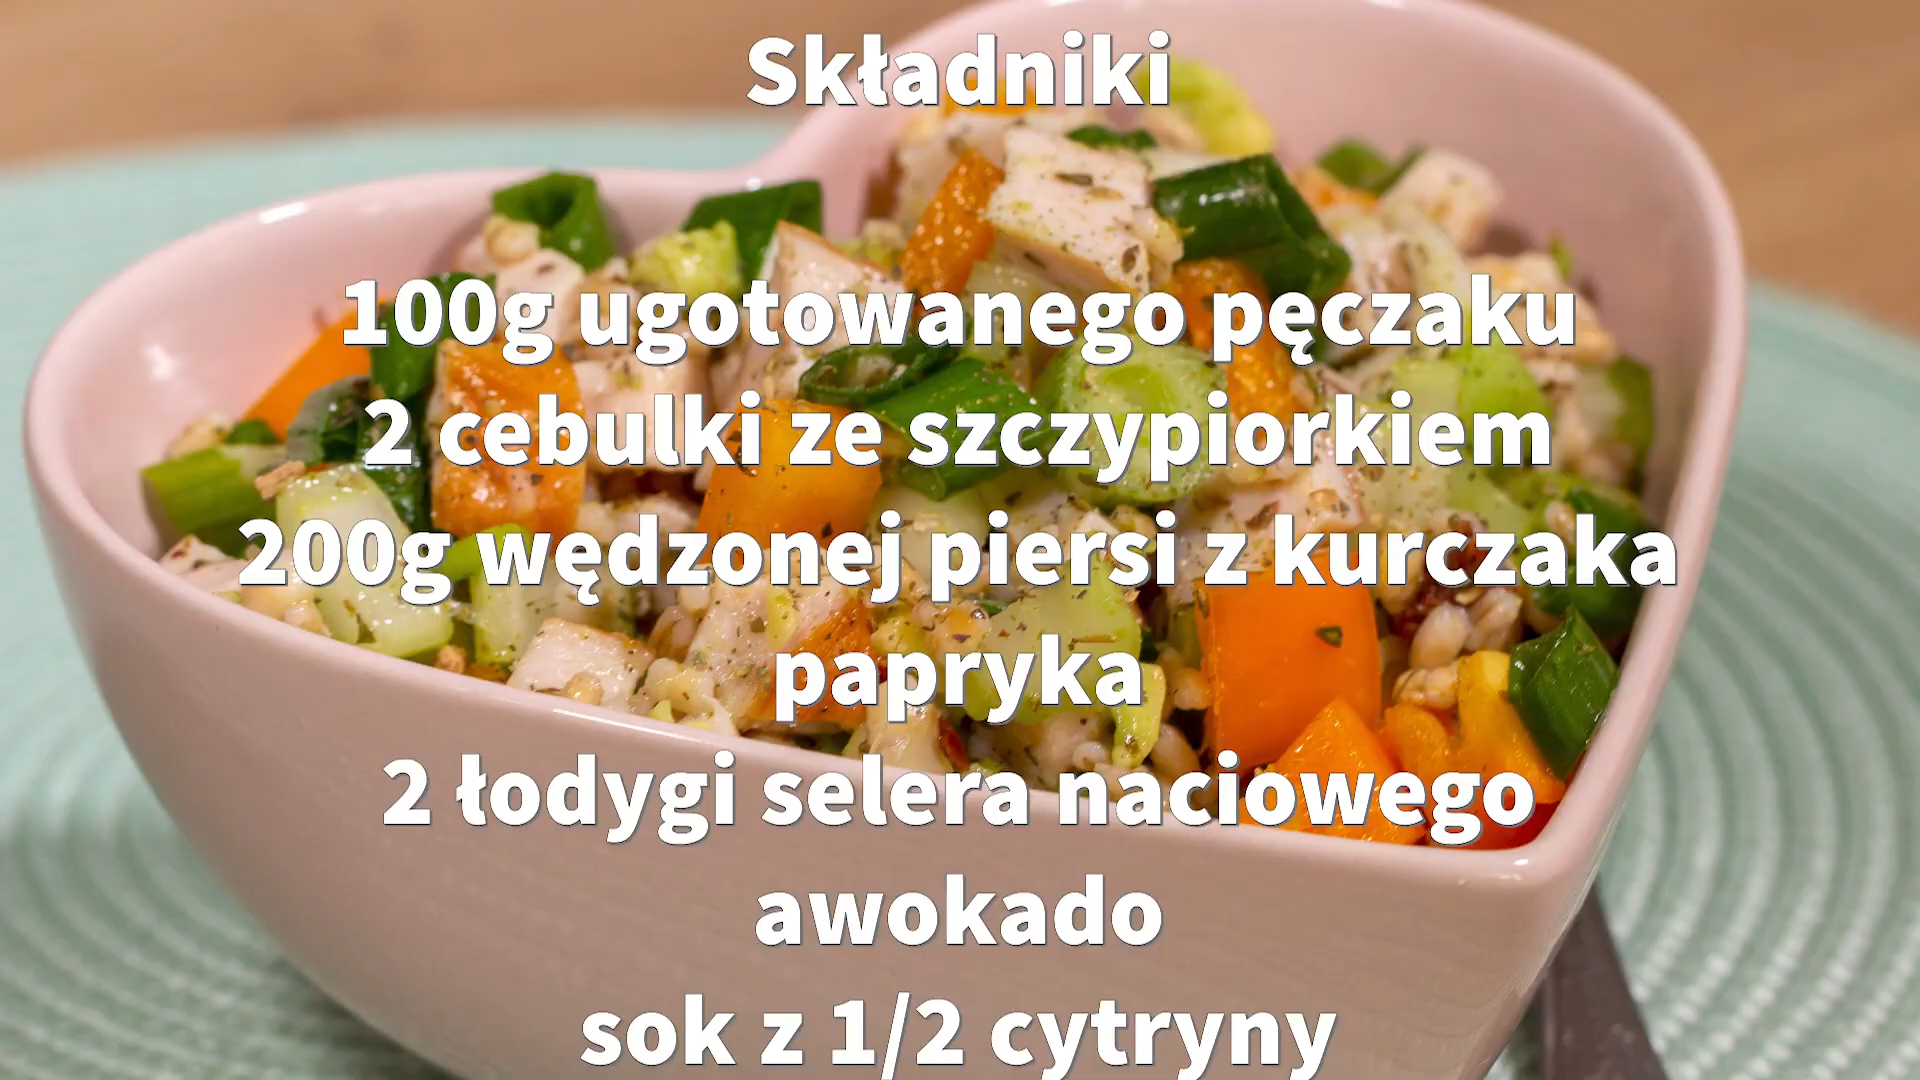 Składniki
100g ugotowanego pęczaku
2 cebulki ze szczypiorkiem
200g wędzonej piersi z kurczaka
papryka
2 łodygi selera naciowego
awokado
sok z 1/2 cytryny